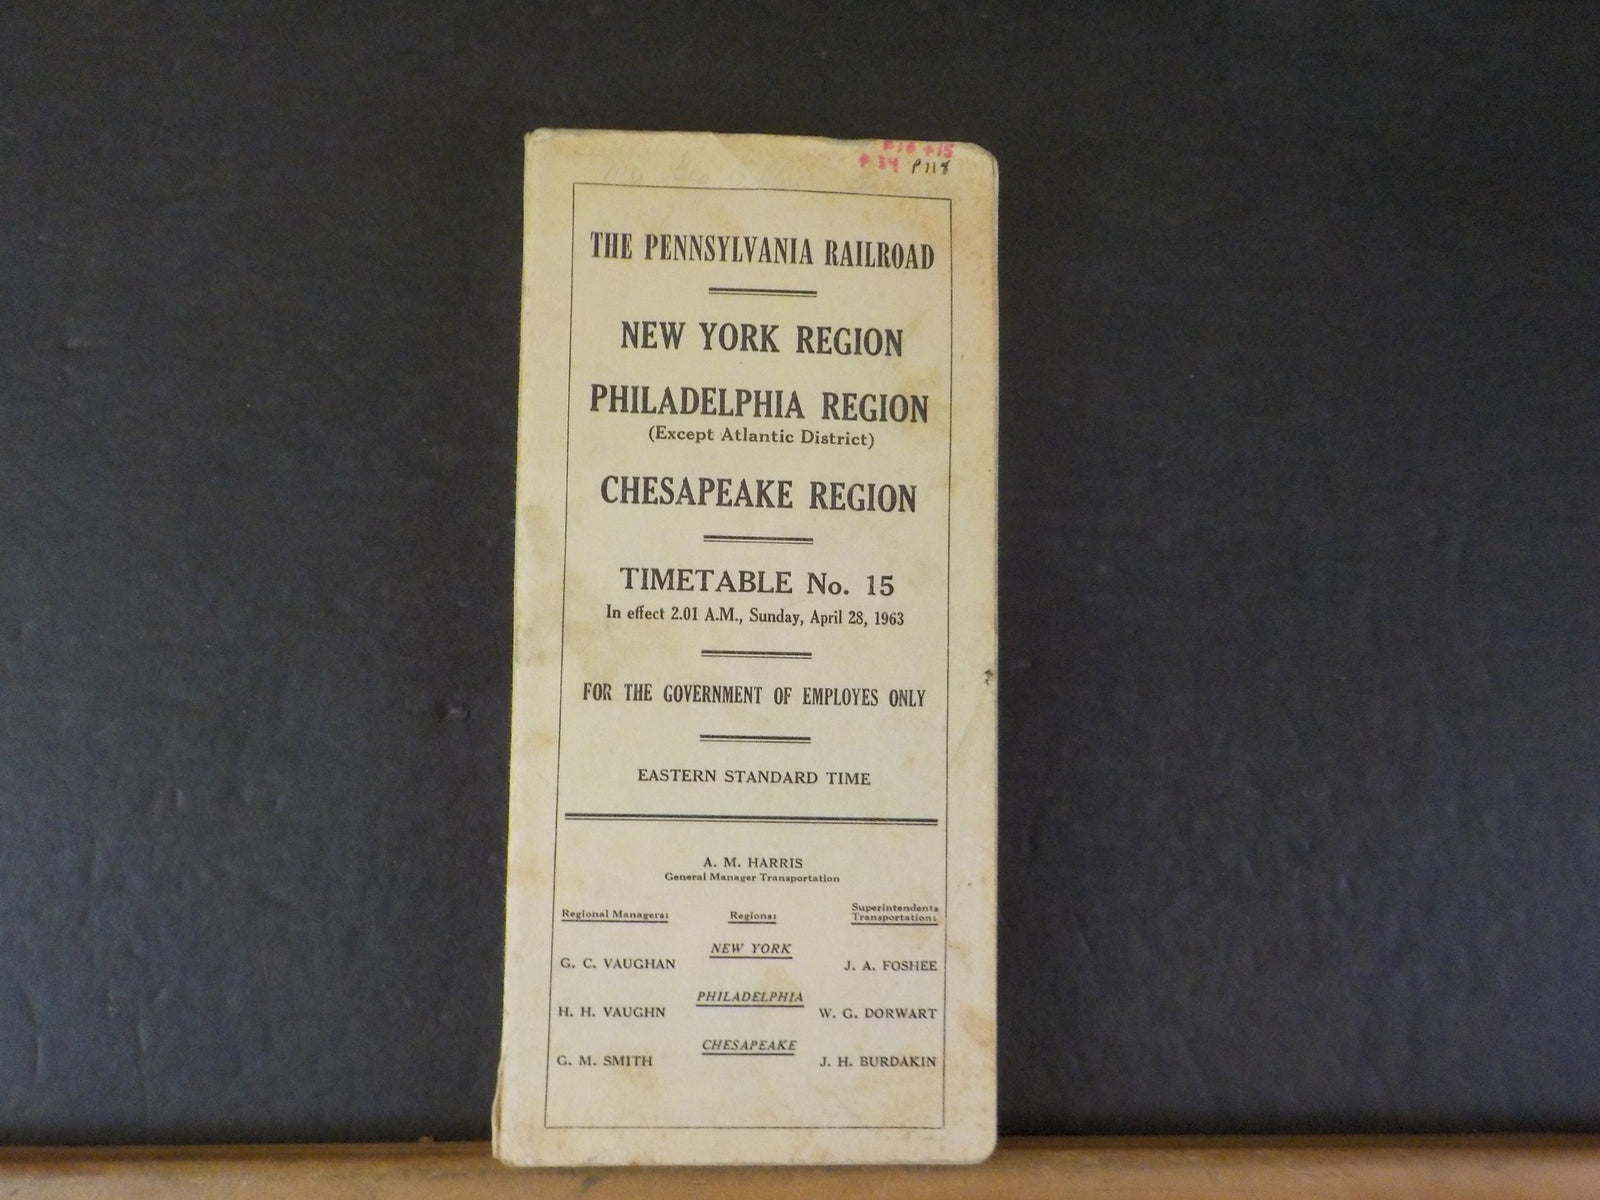 P 34 P 118
THE PENNSYLVANIA RAILROAD
NEW YORK REGION
PHILADELPHIA REGION
(Except Atlantic District)
CHESAPEAKE REGION
TIMETABLE No. 15
In effect 2.01 A.M., Sunday, April 28, 1963
FOR THE GOVERNMENT OF EMPLOYES ONLY
EASTERN STANDARD TIME
A. M. HARRIS
General Manager Transportation
Regional Managers: Regions: Superintendents Transportation:
NEW YORK
G. C. VAUGHAN J. A. FOSHEE
PHILADELPHIA
H. H. VAUGHN W. G. DORWART
CHESAPEAKE
G. M. SMITH J. H. BURDAKIN